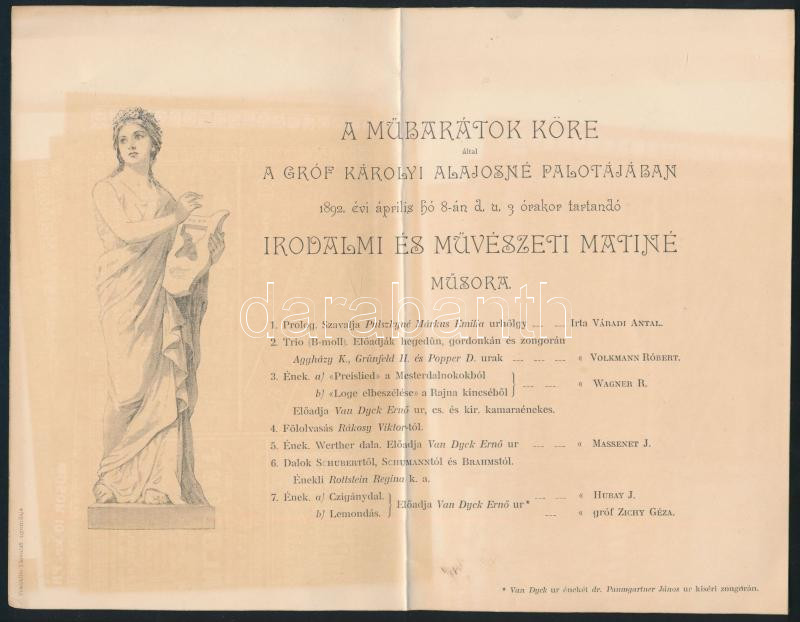 A MŰBARÁTOK KÖRE
által
A GRÓF KÁROLYI ALAJOSNÉ PALOTÁJÁBAN
1892. évi április hó 8-án d. u. 3 órakor tartandó
IRODALMI ÉS MŰVÉSZETI MATINÉ
MŰSORA.
1. Prolog. Szavalja Pulszkyné Márkus Emilia urhölgy — — Irta VÁRADI ANTAL.
2. Trio (B-moll). Előadják hegedün, gordonkán és zongorán
Aggházy K., Grünfeld H. és Popper D. urak — — — « VOLKMANN RÓBERT.
3. Ének. a) «Preislied» a Mesterdalnokokból
b) «Loge elbeszélése» a Rajna kincséből } — — « WAGNER R.
Előadja Van Dyck Ernő ur, cs. és kir. kamaraénekes.
4. Fölolvasás Rákosy Viktor-tól.
5. Ének. Werther dala. Előadja Van Dyck Ernő ur — — « MASSENET J.
6. Dalok SCHUBERTtől, SCHUMANNtól és BRAHMStól.
Énekli Rottstein Regina k. a.
7. Ének. a) Czigánydal. } Előadja Van Dyck Ernő ur* — — « HUBAY J.
b) Lemondás. — « gróf ZICHY GÉZA.
* Van Dyck ur énekét dr. Paumgartner János ur kiséri zongorán.
Franklin-Társulat nyomdája
darabanth